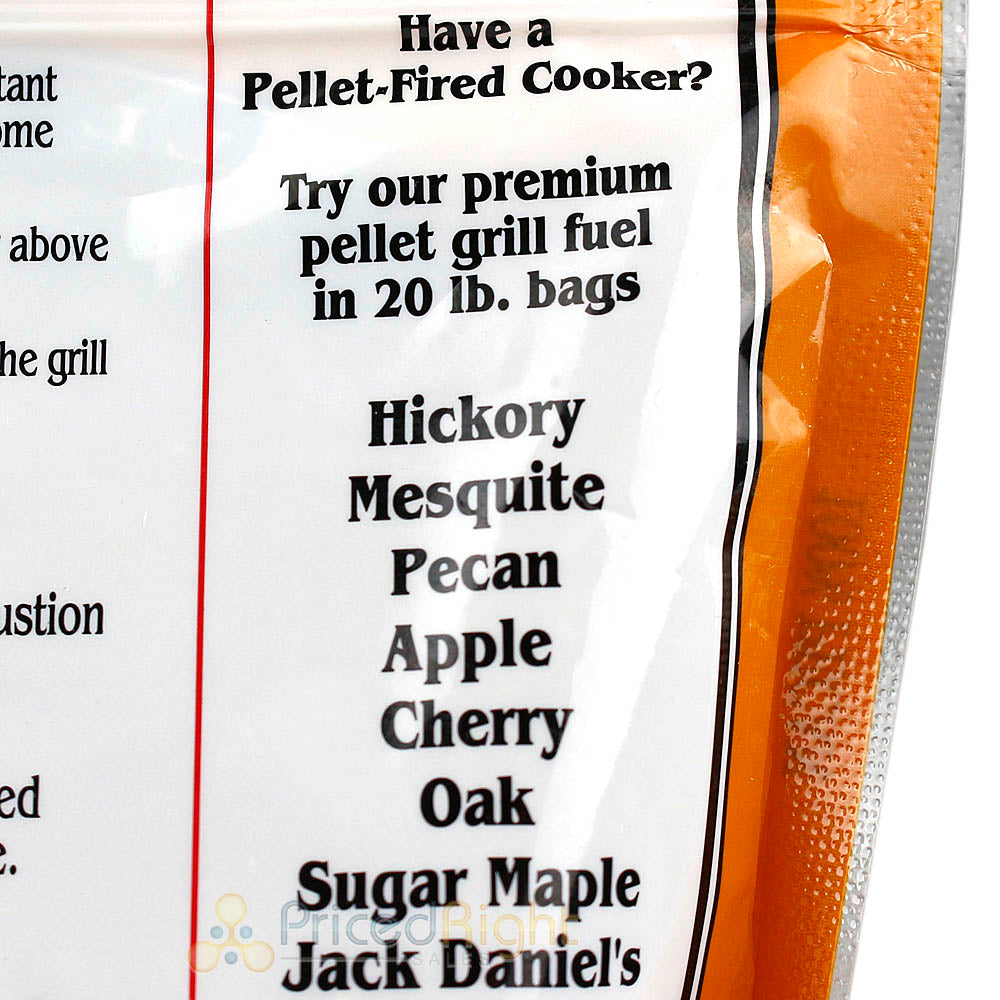 tant
ome
above
he grill
ustion
ed
e.
Have a
Pellet-Fired Cooker?
Try our premium
pellet grill fuel
in 20 lb. bags
Hickory
Mesquite
Pecan
Apple
Cherry
Oak
Sugar Maple
Jack Daniel's
PricedRight
SALES